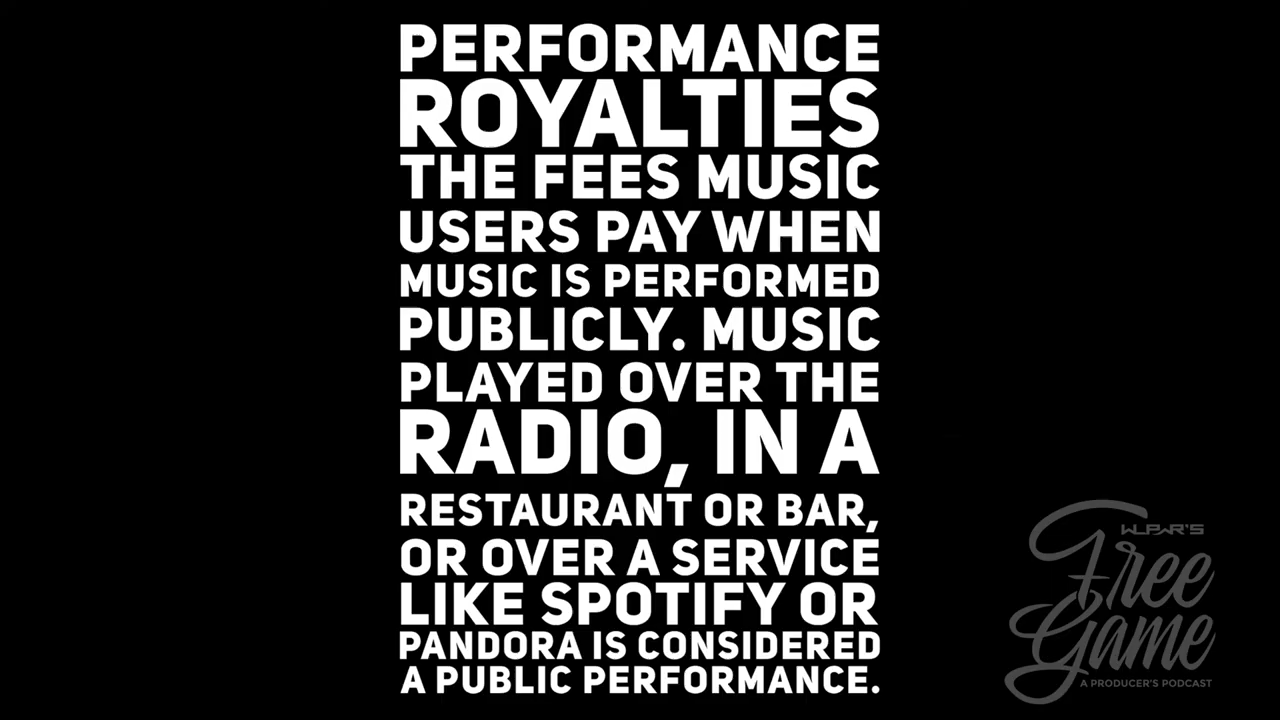 PERFORMANCE
ROYALTIES
THE FEES MUSIC
USERS PAY WHEN
MUSIC IS PERFORMED
PUBLICLY. MUSIC
PLAYED OVER THE
RADIO, IN A
RESTAURANT OR BAR,
OR OVER A SERVICE
LIKE SPOTIFY OR
PANDORA IS CONSIDERED
A PUBLIC PERFORMANCE.
WLPWR'S
Free
Game
A PRODUCER'S PODCAST